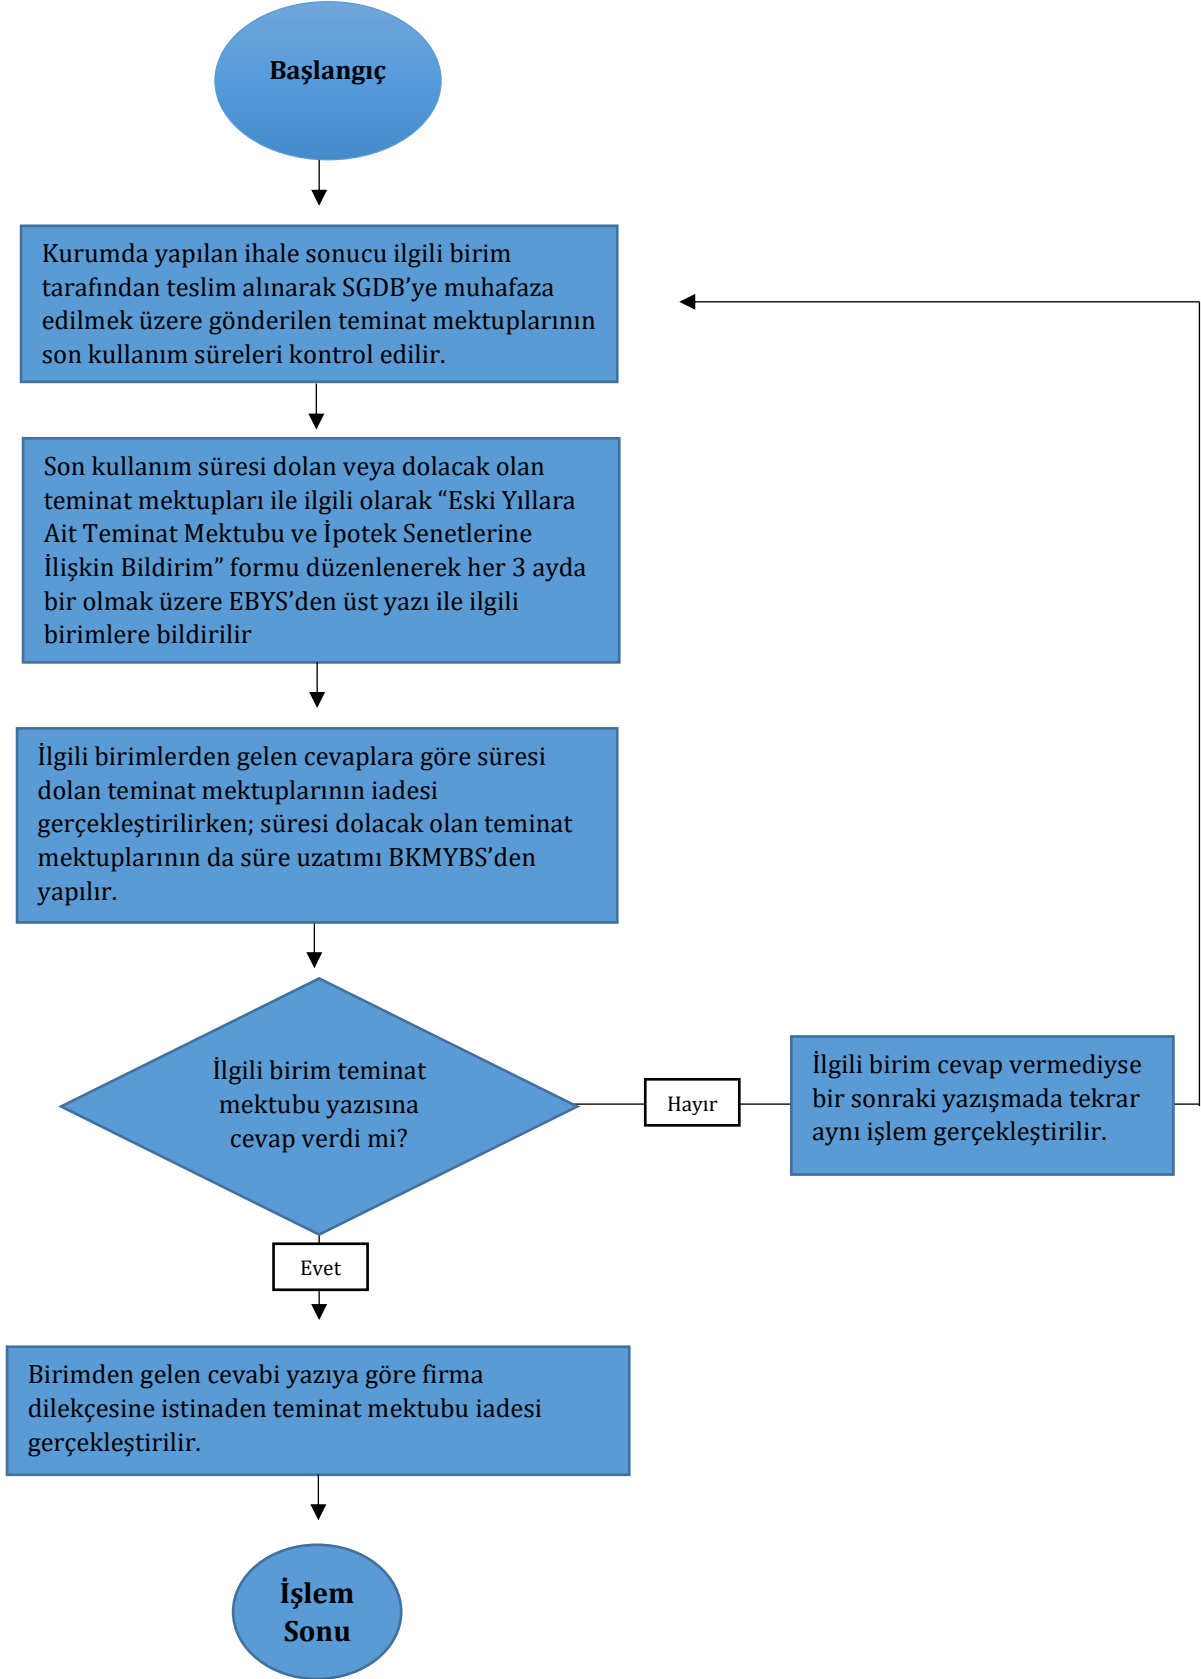 Başlangıç
Kurumda yapılan ihale sonucu ilgili birim
tarafından teslim alınarak SGDB’ye muhafaza
edilmek üzere gönderilen teminat mektuplarının
son kullanım süreleri kontrol edilir.
Son kullanım süresi dolan veya dolacak olan
teminat mektupları ile ilgili olarak “Eski Yıllara
Ait Teminat Mektubu ve İpotek Senetlerine
İlişkin Bildirim” formu düzenlenerek her 3 ayda
bir olmak üzere EBYS’den üst yazı ile ilgili
birimlere bildirilir
İlgili birimlerden gelen cevaplara göre süresi
dolan teminat mektuplarının iadesi
gerçekleştirilirken; süresi dolacak olan teminat
mektuplarının da süre uzatımı BKMYBS’den
yapılır.
İlgili birim teminat
mektubu yazısına
cevap verdi mi?
Hayır
İlgili birim cevap vermediyse
bir sonraki yazışmada tekrar
aynı işlem gerçekleştirilir.
Evet
Birimden gelen cevabi yazıya göre firma
dilekçesine istinaden teminat mektubu iadesi
gerçekleştirilir.
İşlem
Sonu